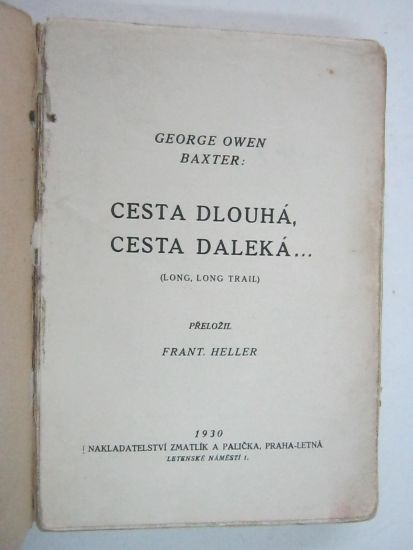 GEORGE OWEN
BAXTER:
CESTA DLOUHÁ,
CESTA DALEKÁ...
(LONG, LONG TRAIL)
PŘELOŽIL
FRANT. HELLER
1930
NAKLADATELSTVÍ ZMATLÍK A PALIČKA, PRAHA-LETNÁ
LETENSKÉ NÁMĚSTÍ 1.